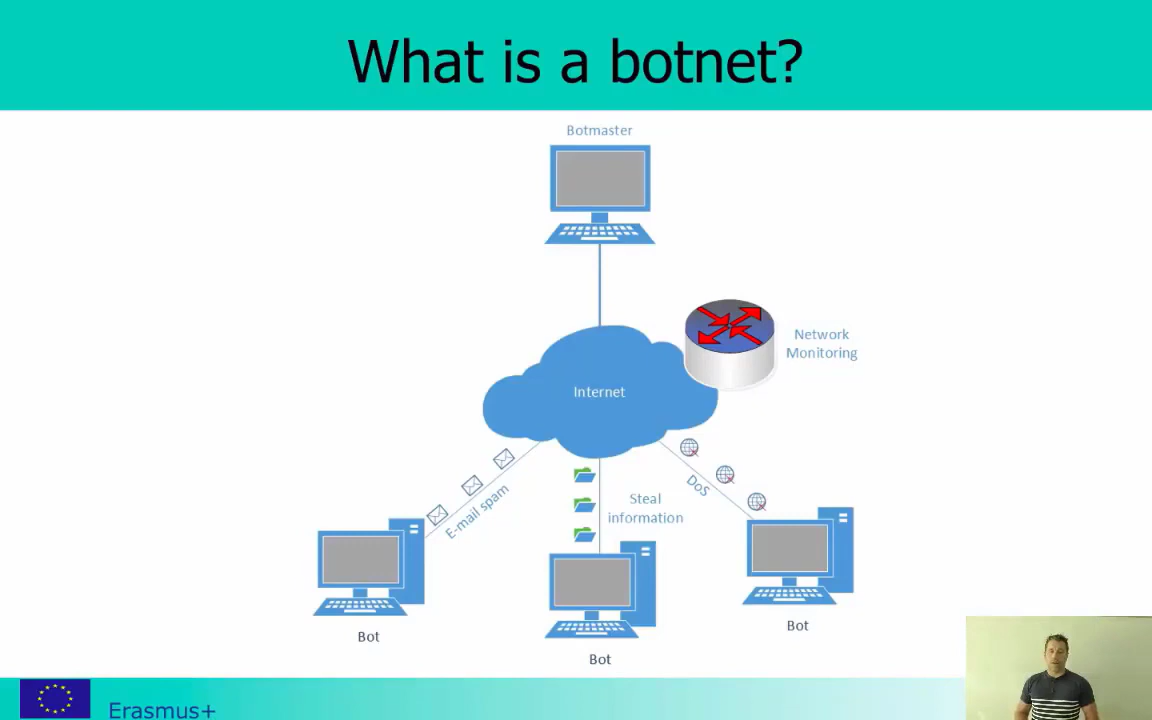 What is a botnet?
Botmaster
Network
Monitoring
Internet
E-mail spam
Steal
information
DoS
Bot
Bot
Bot
Erasmus+